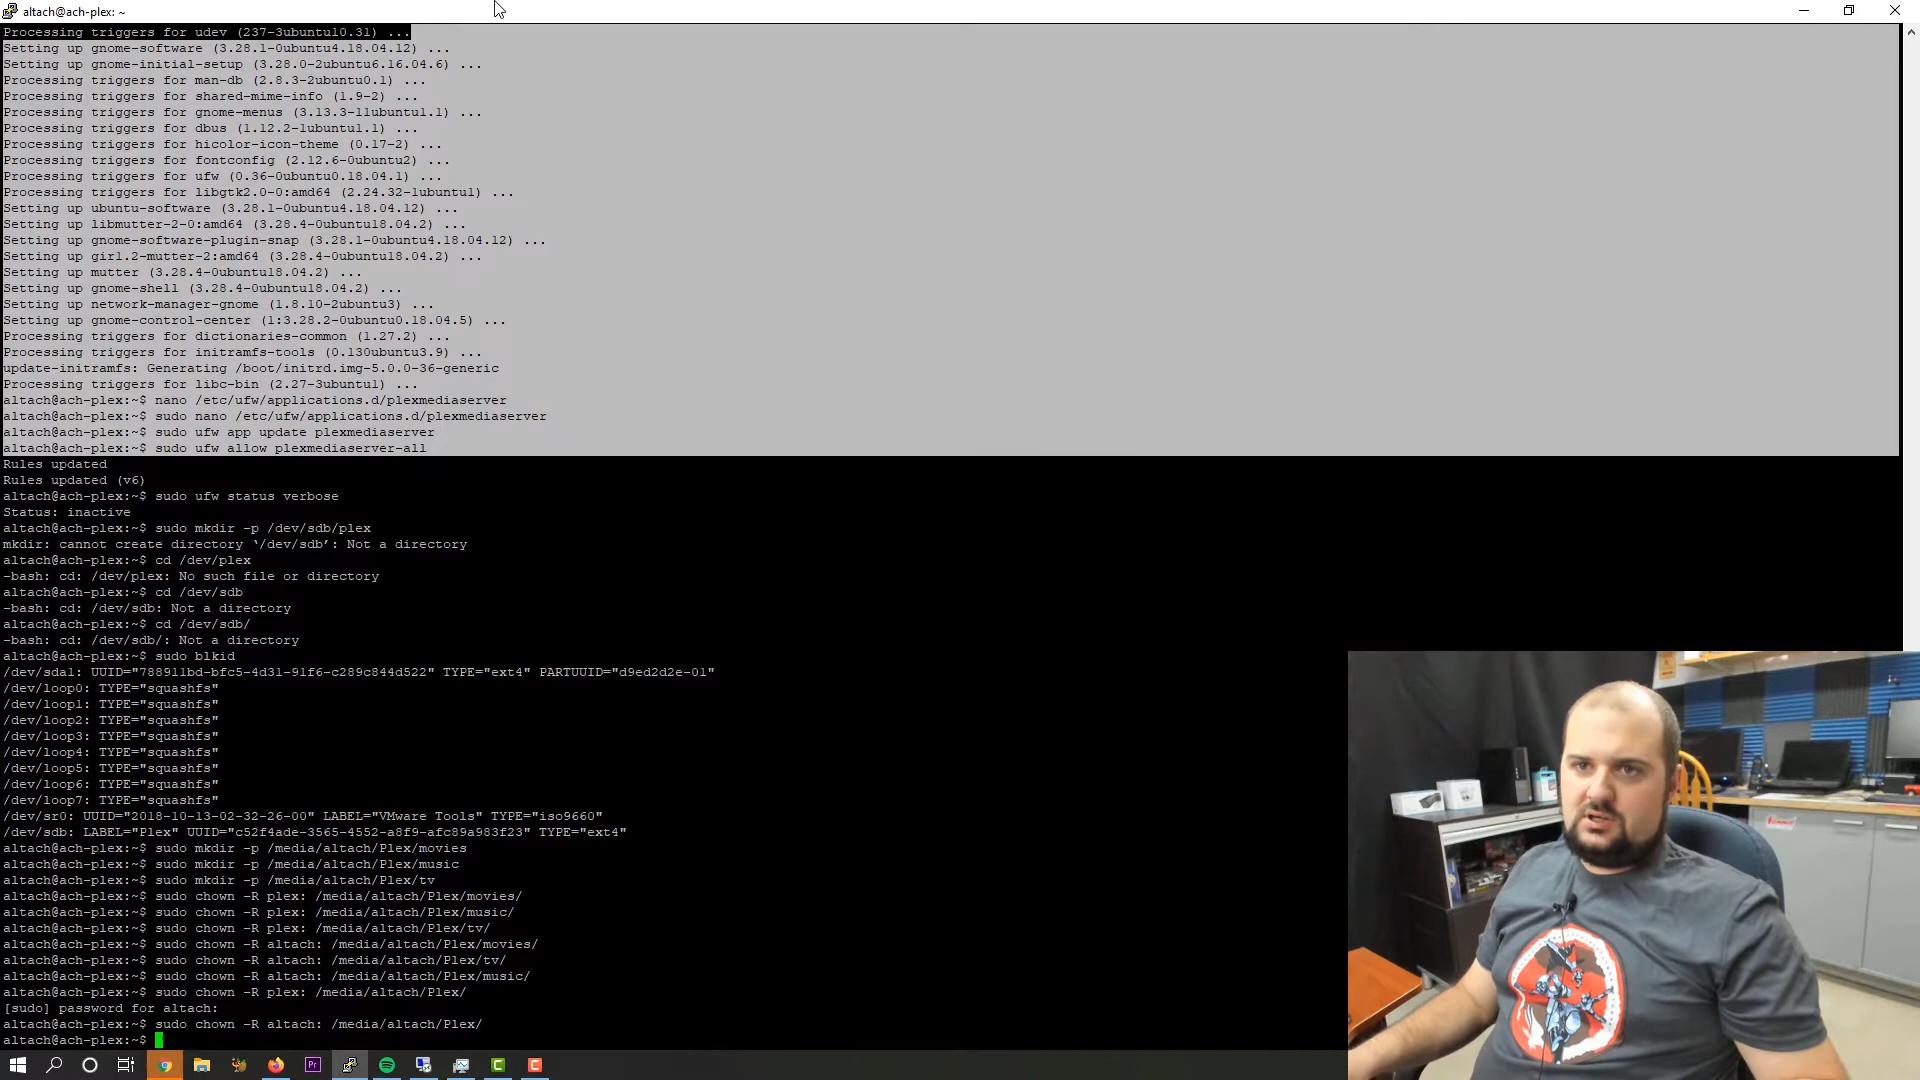 altach@ach-plex: ~
Processing triggers for udev (237-3ubuntu10.31) ...
Setting up gnome-software (3.28.1-0ubuntu4.18.04.12) ...
Setting up gnome-initial-setup (3.28.0-2ubuntu6.16.04.6) ...
Processing triggers for man-db (2.8.3-2ubuntu0.1) ...
Processing triggers for shared-mime-info (1.9-2) ...
Processing triggers for gnome-menus (3.13.3-11ubuntu1.1) ...
Processing triggers for dbus (1.12.2-1ubuntu1.1) ...
Processing triggers for hicolor-icon-theme (0.17-2) ...
Processing triggers for fontconfig (2.12.6-0ubuntu2) ...
Processing triggers for ufw (0.36-0ubuntu0.18.04.1) ...
Processing triggers for libgtk2.0-0:amd64 (2.24.32-1ubuntu1) ...
Setting up ubuntu-software (3.28.1-0ubuntu4.18.04.12) ...
Setting up libmutter-2-0:amd64 (3.28.4-0ubuntu18.04.2) ...
Setting up gnome-software-plugin-snap (3.28.1-0ubuntu4.18.04.12) ...
Setting up gir1.2-mutter-2:amd64 (3.28.4-0ubuntu18.04.2) ...
Setting up mutter (3.28.4-0ubuntu18.04.2) ...
Setting up gnome-shell (3.28.4-0ubuntu18.04.2) ...
Setting up network-manager-gnome (1.8.10-2ubuntu3) ...
Setting up gnome-control-center (1:3.28.2-0ubuntu0.18.04.5) ...
Processing triggers for dictionaries-common (1.27.2) ...
Processing triggers for initramfs-tools (0.130ubuntu3.9) ...
update-initramfs: Generating /boot/initrd.img-5.0.0-36-generic
Processing triggers for libc-bin (2.27-3ubuntu1) ...
altach@ach-plex:~$ nano /etc/ufw/applications.d/plexmediaserver
altach@ach-plex:~$ sudo nano /etc/ufw/applications.d/plexmediaserver
altach@ach-plex:~$ sudo ufw app update plexmediaserver
altach@ach-plex:~$ sudo ufw allow plexmediaserver-all
Rules updated
Rules updated (v6)
altach@ach-plex:~$ sudo ufw status verbose
Status: inactive
altach@ach-plex:~$ sudo mkdir -p /dev/sdb/plex
mkdir: cannot create directory ‘/dev/sdb’: Not a directory
altach@ach-plex:~$ cd /dev/plex
-bash: cd: /dev/plex: No such file or directory
altach@ach-plex:~$ cd /dev/sdb
-bash: cd: /dev/sdb: Not a directory
altach@ach-plex:~$ cd /dev/sdb/
-bash: cd: /dev/sdb/: Not a directory
altach@ach-plex:~$ sudo blkid
/dev/sda1: UUID="788911bd-bfc5-4d31-91f6-c289c844d522" TYPE="ext4" PARTUUID="d9ed2d2e-01"
/dev/loop0: TYPE="squashfs"
/dev/loop1: TYPE="squashfs"
/dev/loop2: TYPE="squashfs"
/dev/loop3: TYPE="squashfs"
/dev/loop4: TYPE="squashfs"
/dev/loop5: TYPE="squashfs"
/dev/loop6: TYPE="squashfs"
/dev/loop7: TYPE="squashfs"
/dev/sr0: UUID="2018-10-13-02-32-26-00" LABEL="VMware Tools" TYPE="iso9660"
/dev/sdb: LABEL="Plex" UUID="c52f4ade-3565-4552-a8f9-afc89a983f23" TYPE="ext4"
altach@ach-plex:~$ sudo mkdir -p /media/altach/Plex/movies
altach@ach-plex:~$ sudo mkdir -p /media/altach/Plex/music
altach@ach-plex:~$ sudo mkdir -p /media/altach/Plex/tv
altach@ach-plex:~$ sudo chown -R plex: /media/altach/Plex/movies/
altach@ach-plex:~$ sudo chown -R plex: /media/altach/Plex/music/
altach@ach-plex:~$ sudo chown -R plex: /media/altach/Plex/tv/
altach@ach-plex:~$ sudo chown -R altach: /media/altach/Plex/movies/
altach@ach-plex:~$ sudo chown -R altach: /media/altach/Plex/tv/
altach@ach-plex:~$ sudo chown -R altach: /media/altach/Plex/music/
altach@ach-plex:~$ sudo chown -R plex: /media/altach/Plex/
[sudo] password for altach:
altach@ach-plex:~$ sudo chown -R altach: /media/altach/Plex/
altach@ach-plex:~$
Pr
C
C